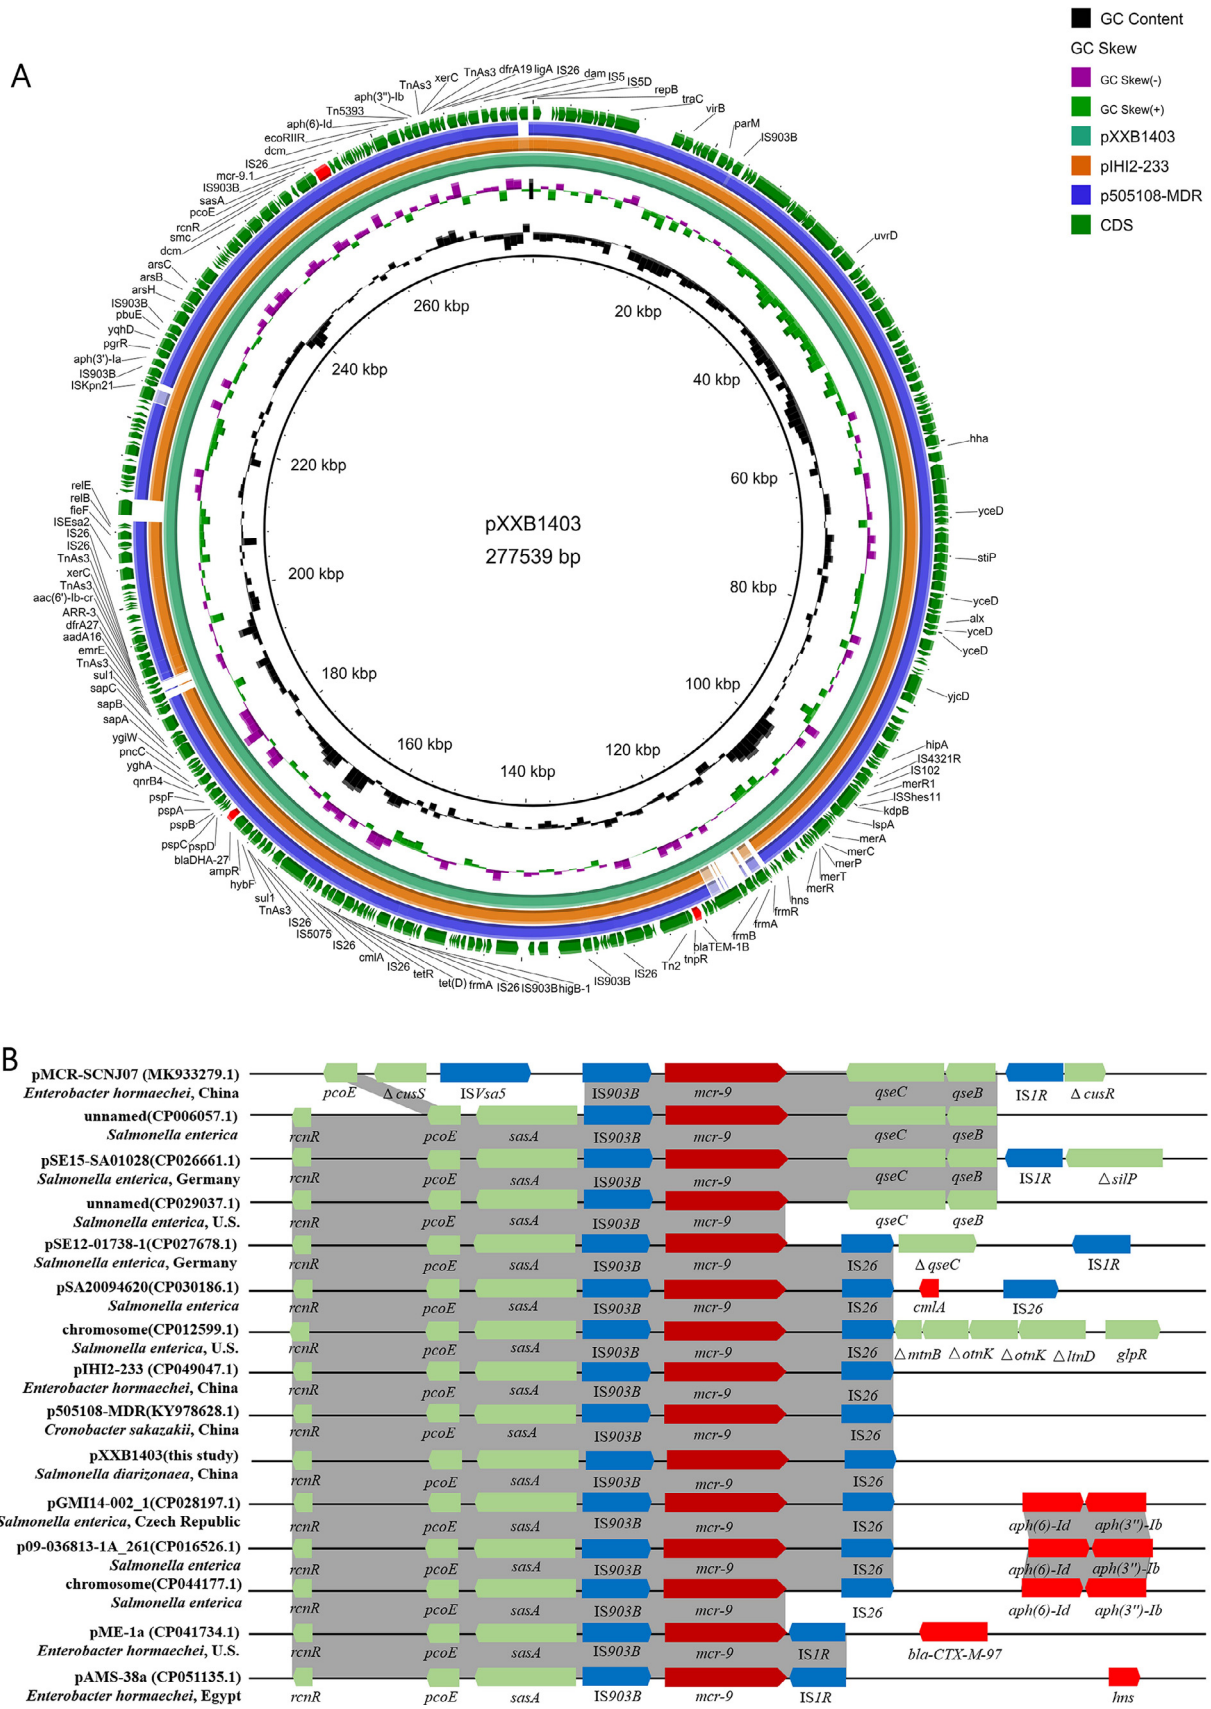 A
GC Content
GC Skew
GC Skew(-)
GC Skew(+)
pXXB1403
pIHI2-233
p505108-MDR
CDS
TnAs3
xerC
TnAs3
dfrA19
ligA
IS26
dam
IS5
IS5D
repB
traC
virB
parM
IS903B
uvrD
hha
yceD
stiP
yceD
alx
yceD
yceD
yjcD
hipA
IS4321R
IS102
merR1
ISShes11
kdpB
lspA
merA
merC
merP
merT
merR
hns
frmR
frmA
frmB
blaTEM-1B
tnpR
Tn2
IS26
IS903B
higB-1
IS903B
IS26
frmA
tet(D)
tetR
IS26
cmlA
IS26
IS5075
IS26
TnAs3
sul1
hybF
ampR
blaDHA-27
pspD
pspC
pspB
pspA
pspF
qnrB4
yghA
pncC
ygiW
sapA
sapB
sapC
sul1
TnAs3
emrE
aadA16
dfrA27
ARR-3
aac(6')-Ib-cr
TnAs3
xerC
TnAs3
IS26
IS26
ISEsa2
fieF
relB
relE
ISKpn21
IS903B
aph(3')-Ia
pgrR
yqhD
pbuE
IS903B
arsH
arsB
arsC
dcm
smc
rcnR
pcoE
sasA
IS903B
mcr-9.1
IS26
dcm
ecoRIIR
aph(6)-Id
Tn5393
aph(3'')-Ib
20 kbp
40 kbp
60 kbp
80 kbp
100 kbp
120 kbp
140 kbp
160 kbp
180 kbp
200 kbp
220 kbp
240 kbp
260 kbp
pXXB1403
277539 bp
B
pMCR-SCNJ07 (MK933279.1)
Enterobacter hormaechei, China
pcoE △cusS ISVsa5 IS903B mcr-9 qseC qseB IS1R △cusR
unnamed(CP006057.1)
Salmonella enterica
rcnR pcoE sasA IS903B mcr-9 qseC qseB
pSE15-SA01028(CP026661.1)
Salmonella enterica, Germany
rcnR pcoE sasA IS903B mcr-9 qseC qseB IS1R △silP
unnamed(CP029037.1)
Salmonella enterica, U.S.
rcnR pcoE sasA IS903B mcr-9 qseC qseB
pSE12-01738-1(CP027678.1)
Salmonella enterica, Germany
rcnR pcoE sasA IS903B mcr-9 IS26 △qseC IS1R
pSA20094620(CP030186.1)
Salmonella enterica
rcnR pcoE sasA IS903B mcr-9 IS26 cmlA IS26
chromosome(CP012599.1)
Salmonella enterica, U.S.
rcnR pcoE sasA IS903B mcr-9 IS26 △mtnB △otnK △otnK △ltnD glpR
pIHI2-233 (CP049047.1)
Enterobacter hormaechei, China
rcnR pcoE sasA IS903B mcr-9 IS26
p505108-MDR(KY978628.1)
Cronobacter sakazakii, China
rcnR pcoE sasA IS903B mcr-9 IS26
pXXB1403(this study)
Salmonella diarizonaea, China
rcnR pcoE sasA IS903B mcr-9 IS26
pGMI14-002_1(CP028197.1)
Salmonella enterica, Czech Republic
rcnR pcoE sasA IS903B mcr-9 IS26 aph(6)-Id aph(3'')-Ib
p09-036813-1A_261(CP016526.1)
Salmonella enterica
rcnR pcoE sasA IS903B mcr-9 IS26 aph(6)-Id aph(3'')-Ib
chromosome(CP044177.1)
Salmonella enterica
rcnR pcoE sasA IS903B mcr-9 IS26 aph(6)-Id aph(3'')-Ib
pME-1a (CP041734.1)
Enterobacter hormaechei, U.S.
rcnR pcoE sasA IS903B mcr-9 IS1R bla-CTX-M-97
pAMS-38a (CP051135.1)
Enterobacter hormaechei, Egypt
rcnR pcoE sasA IS903B mcr-9 IS1R hns